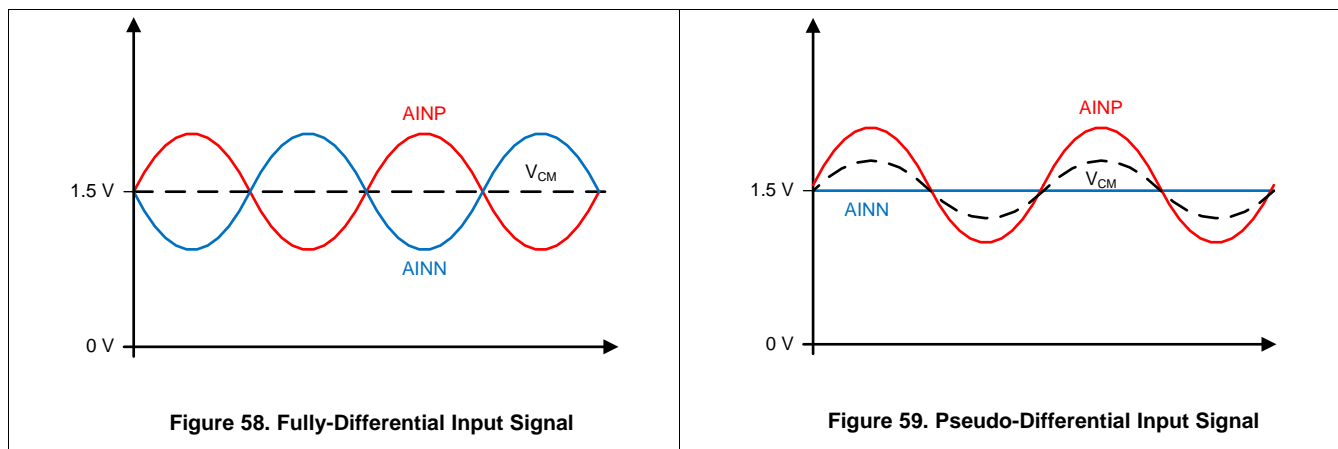 AINP
V_CM
1.5 V
AINN
0 V
Figure 58. Fully-Differential Input Signal
AINP
V_CM
1.5 V
AINN
0 V
Figure 59. Pseudo-Differential Input Signal